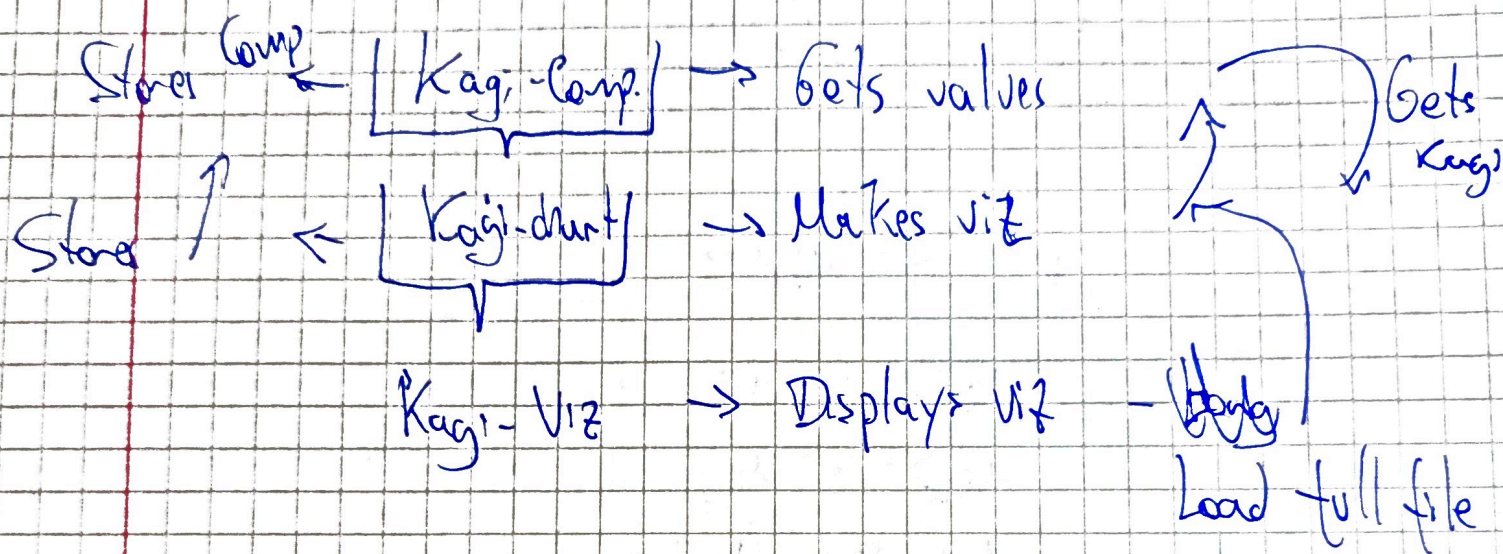 Stores Comp ← Kagi-Comp. → Gets values
Gets
Kagi
Stores ← Kagi-chart → Makes viz
Kagi-Viz → Displays viz -
Load full file